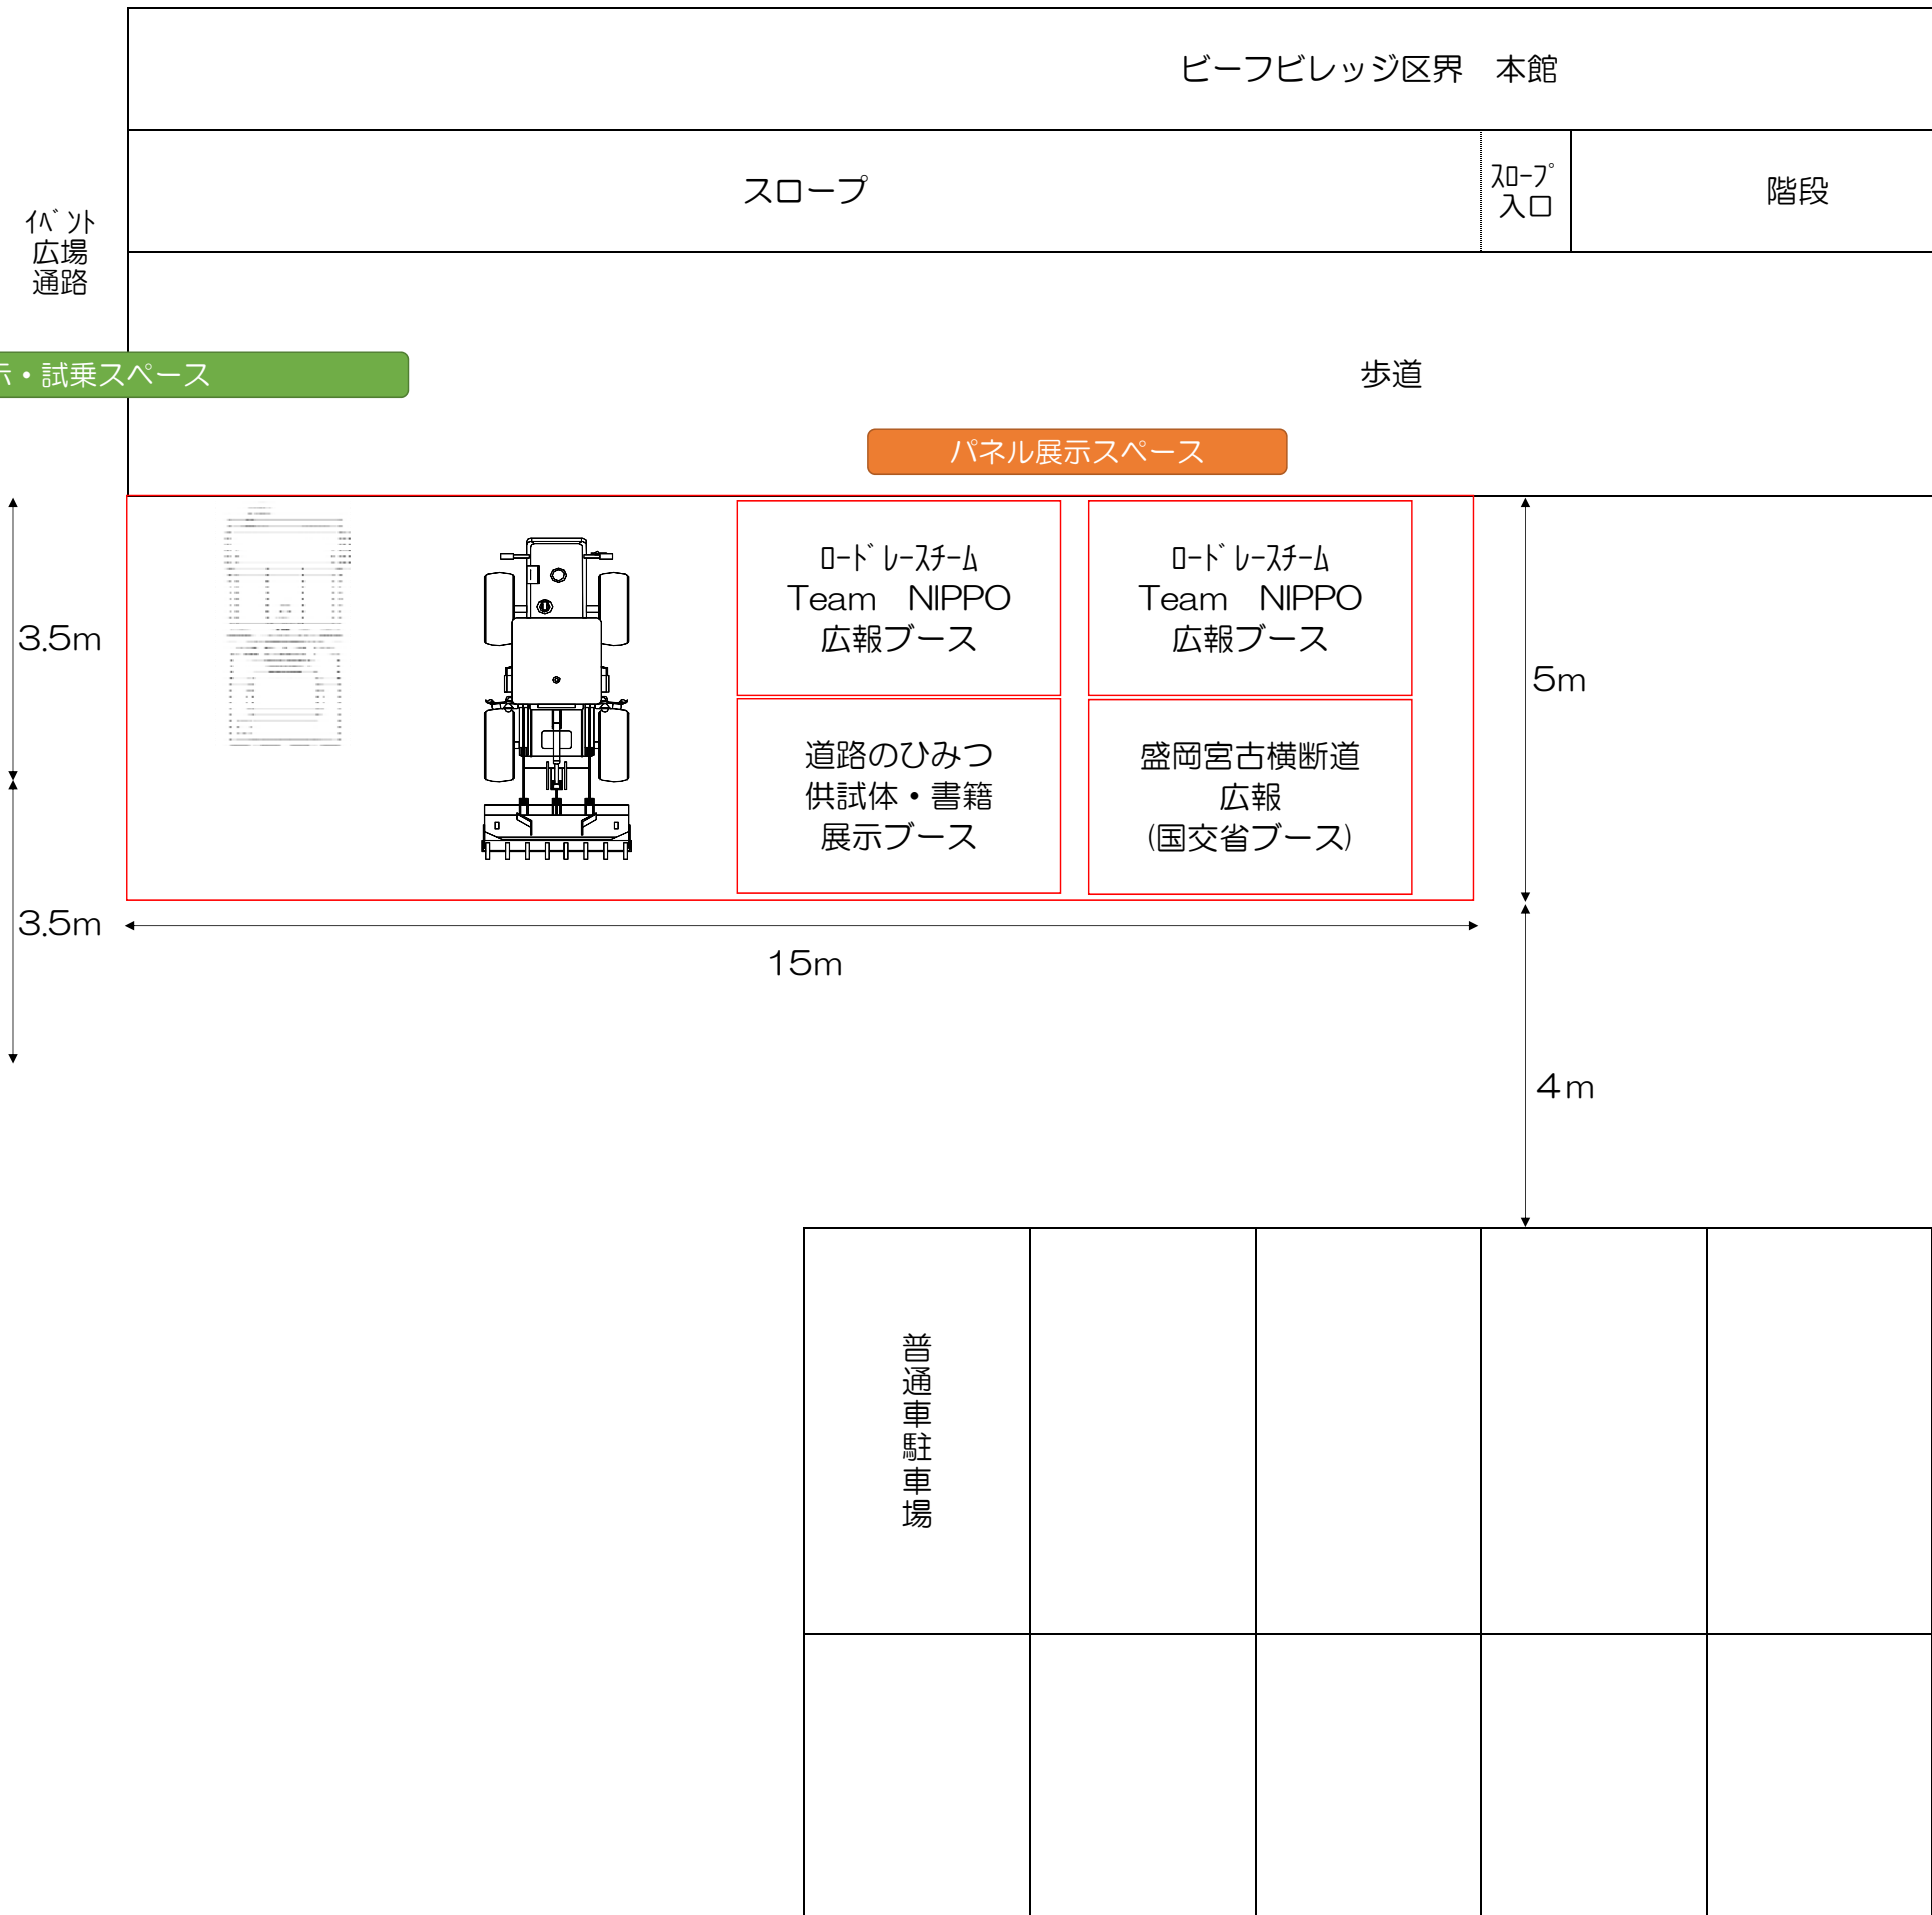 ビーフビレッジ区界　本館
スロープ
ｽﾛｰﾌﾟ
入口
階段
ｲﾍﾞﾝﾄ
広場
通路
示・試乗スペース
歩道
パネル展示スペース
ﾛｰﾄﾞﾚｰｽﾁｰﾑ
Team　NIPPO
広報ブース
ﾛｰﾄﾞﾚｰｽﾁｰﾑ
Team　NIPPO
広報ブース
3.5m
5m
道路のひみつ
供試体・書籍
展示ブース
盛岡宮古横断道
広報
(国交省ブース)
3.5m
15m
４m
普通車駐車場